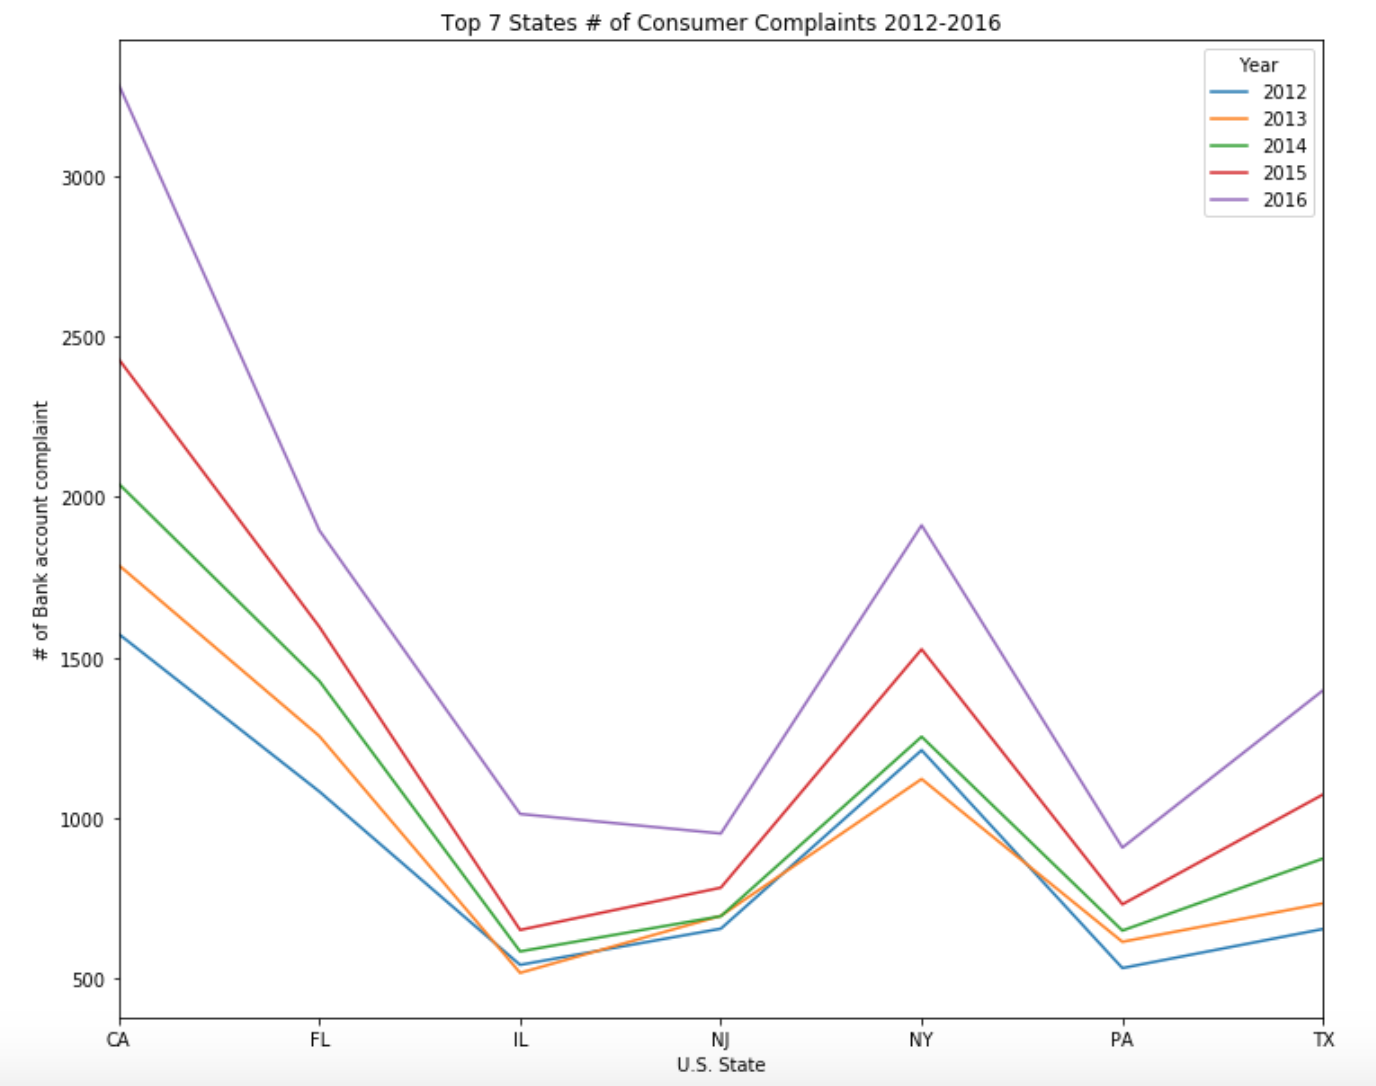 Top 7 States # of Consumer Complaints 2012-2016
Year
2012
2013
2014
2015
2016
3000
2500
2000
1500
1000
500
# of Bank account complaint
CA FL IL NJ NY PA TX
U.S. State